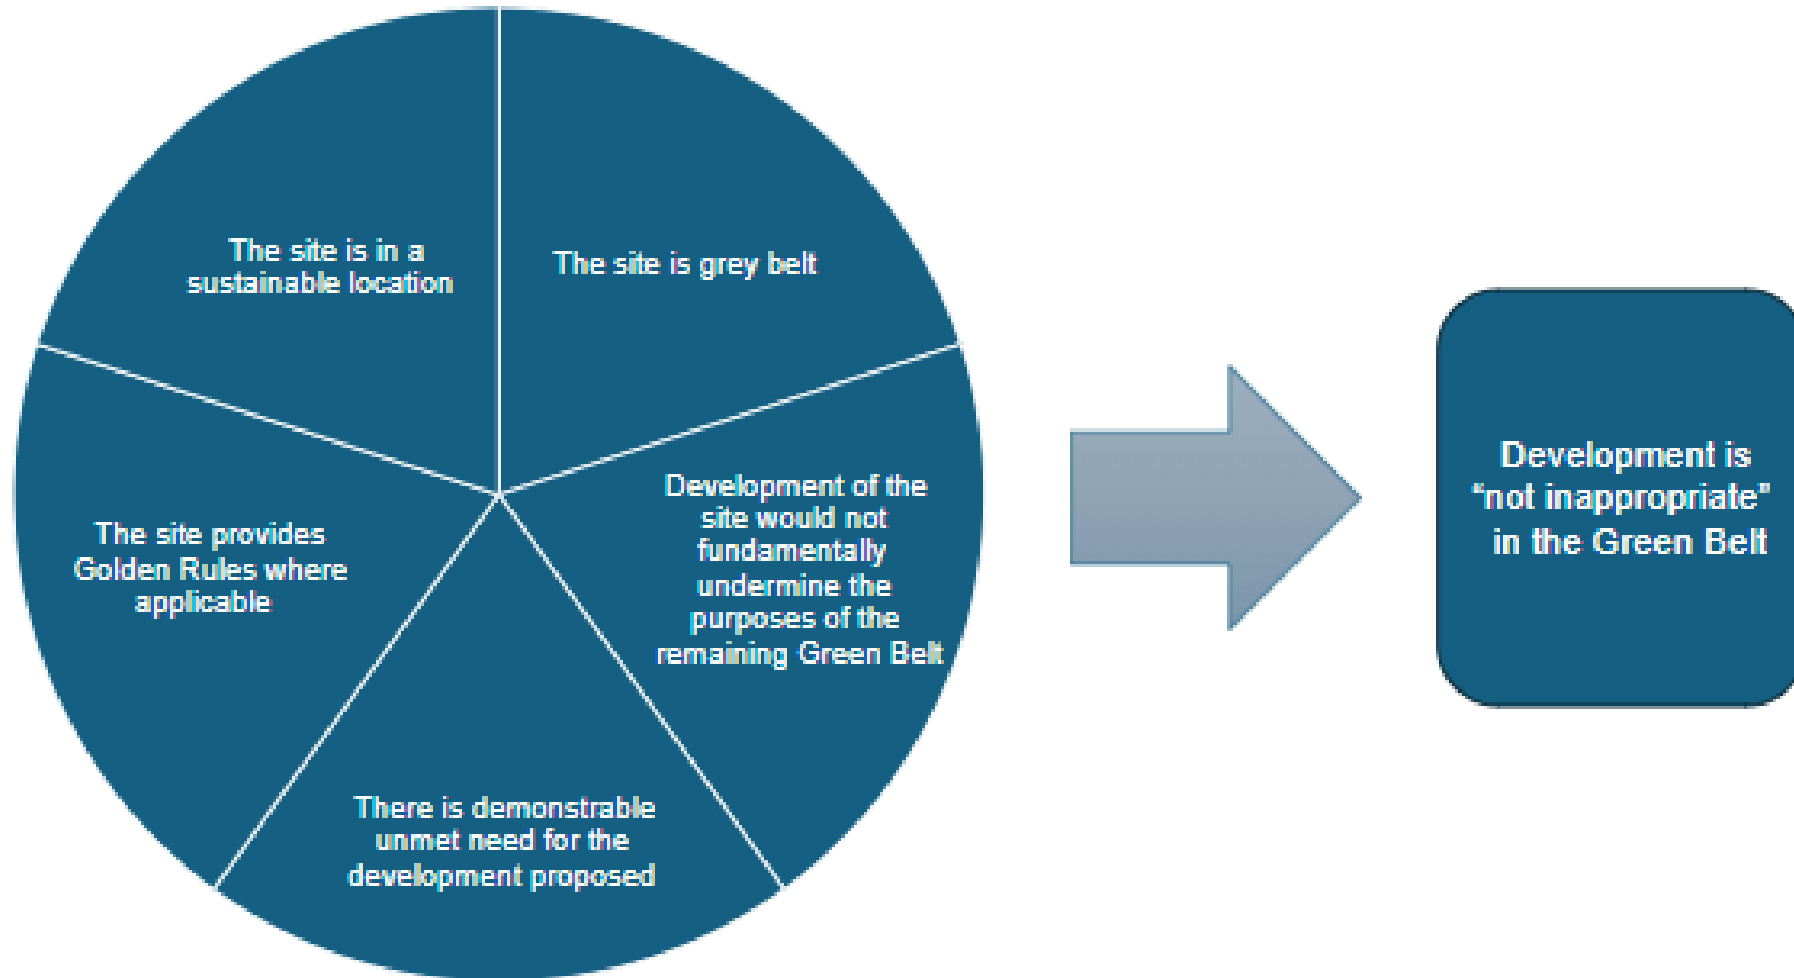 The site is in a
sustainable location
The site is grey belt
Development of the
site would not
fundamentally
undermine the
purposes of the
remaining Green Belt
There is demonstrable
unmet need for the
development proposed
The site provides
Golden Rules where
applicable
Development is
“not inappropriate”
in the Green Belt